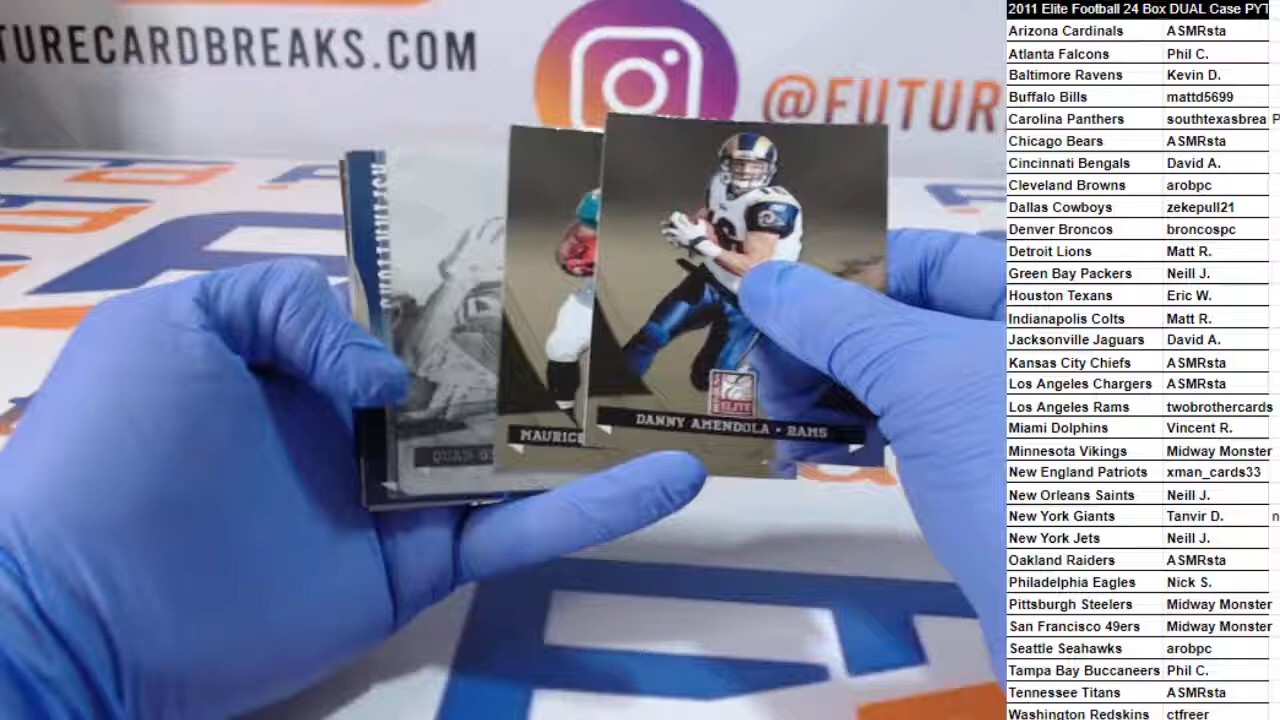 TURECARDBREAKS.COM
@FUTUR
ELITE
DANNY AMENDOLA • RAMS
MAURICE
QUAN
2011 Elite Football 24 Box DUAL Case PYT
Arizona Cardinals ASMRsta
Atlanta Falcons Phil C.
Baltimore Ravens Kevin D.
Buffalo Bills mattd5699
Carolina Panthers southtexasbrea P
Chicago Bears ASMRsta
Cincinnati Bengals David A.
Cleveland Browns arobpc
Dallas Cowboys zekepull21
Denver Broncos broncospc
Detroit Lions Matt R.
Green Bay Packers Neill J.
Houston Texans Eric W.
Indianapolis Colts Matt R.
Jacksonville Jaguars David A.
Kansas City Chiefs ASMRsta
Los Angeles Chargers ASMRsta
Los Angeles Rams twobrothercards
Miami Dolphins Vincent R.
Minnesota Vikings Midway Monster
New England Patriots xman_cards33
New Orleans Saints Neill J.
New York Giants Tanvir D. n
New York Jets Neill J.
Oakland Raiders ASMRsta
Philadelphia Eagles Nick S.
Pittsburgh Steelers Midway Monster
San Francisco 49ers Midway Monster
Seattle Seahawks arobpc
Tampa Bay Buccaneers Phil C.
Tennessee Titans ASMRsta
Washington Redskins ctfreer